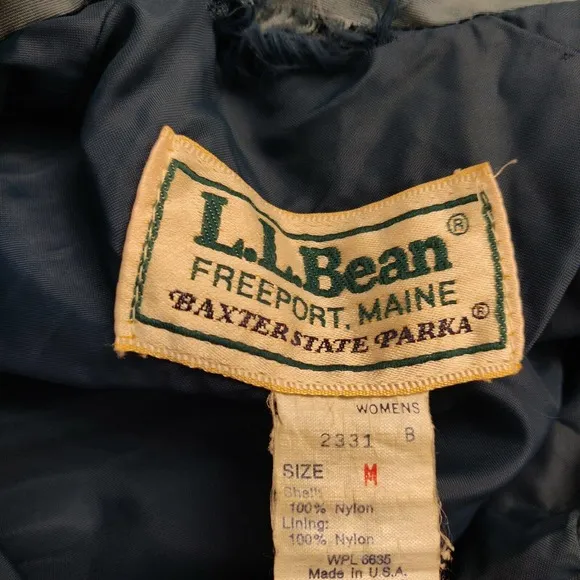 L.L.Bean®
FREEPORT, MAINE
BAXTER STATE PARKA®
WOMENS
2331 B
SIZE M
Shell:
100% Nylon
Lining:
100% Nylon
WPL 6635
Made in U.S.A.